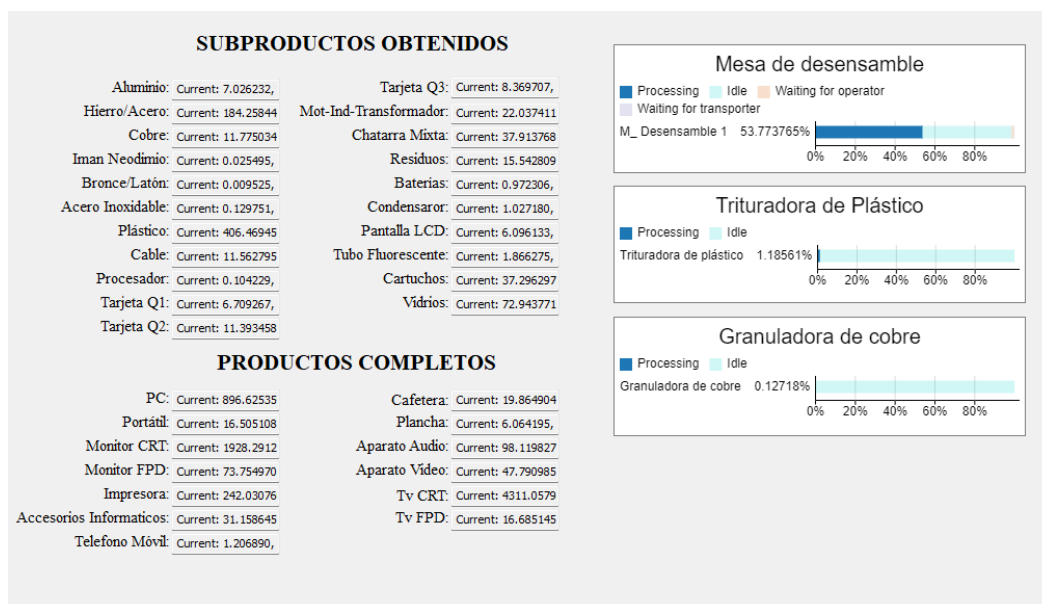 SUBPRODUCTOS OBTENIDOS
Aluminio: Current: 7.026232,
Hierro/Acero: Current: 184.25844
Cobre: Current: 11.775034
Iman Neodimio: Current: 0.025495,
Bronce/Latón: Current: 0.009525,
Acero Inoxidable: Current: 0.129751,
Plástico: Current: 406.46945
Cable: Current: 11.562795
Procesador: Current: 0.104229,
Tarjeta Q1: Current: 6.709267,
Tarjeta Q2: Current: 11.393458
Tarjeta Q3: Current: 8.369707,
Mot-Ind-Transformador: Current: 22.037411
Chatarra Mixta: Current: 37.913768
Residuos: Current: 15.542809
Baterias: Current: 0.972306,
Condensaror: Current: 1.027180,
Pantalla LCD: Current: 6.096133,
Tubo Fluorescente: Current: 1.866275,
Cartuchos: Current: 37.296297
Vidrios: Current: 72.943771
PRODUCTOS COMPLETOS
PC: Current: 896.62535
Portátil: Current: 16.505108
Monitor CRT: Current: 1928.2912
Monitor FPD: Current: 73.754970
Impresora: Current: 242.03076
Accesorios Informaticos: Current: 31.158645
Telefono Móvil: Current: 1.206890,
Cafetera: Current: 19.864904
Plancha: Current: 6.064195,
Aparato Audio: Current: 98.119827
Aparato Video: Current: 47.790985
Tv CRT: Current: 4311.0579
Tv FPD: Current: 16.685145
Mesa de desensamble
Processing Idle Waiting for operator
Waiting for transporter
M_ Desensamble 1 53.773765%
0% 20% 40% 60% 80%
Trituradora de Plástico
Processing Idle
Trituradora de plástico 1.18561%
0% 20% 40% 60% 80%
Granuladora de cobre
Processing Idle
Granuladora de cobre 0.12718%
0% 20% 40% 60% 80%